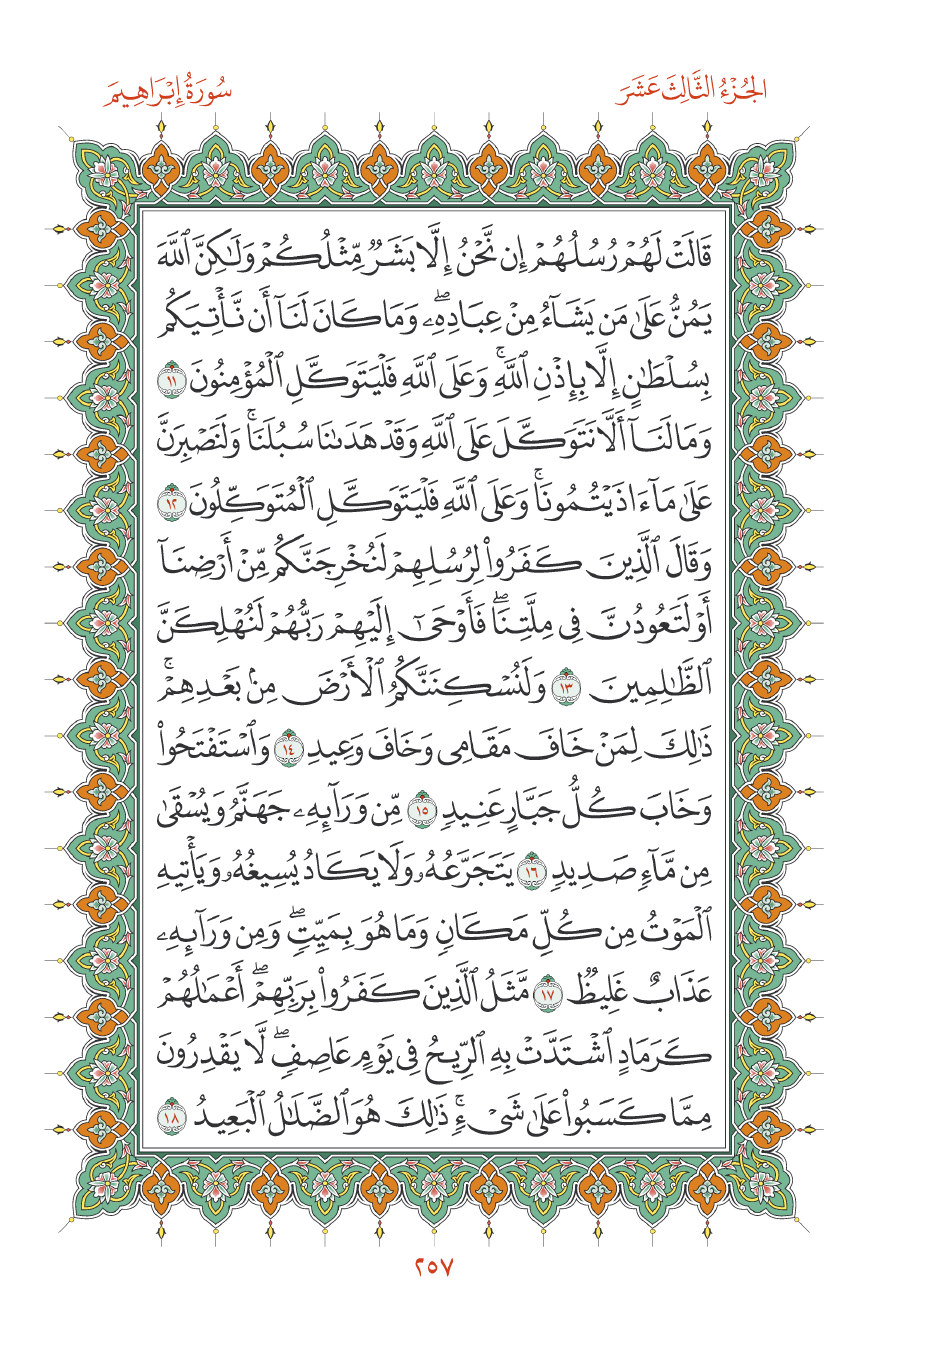 الجُزْءُ الثَّالِثَ عَشَرَ
سُورَةُ إِبْرَاهِيمَ
قَالَتْ لَهُمْ رُسُلُهُمْ إِن نَّحْنُ إِلَّا بَشَرٌ مِّثْلُكُمْ وَلَٰكِنَّ ٱللَّهَ
يَمُنُّ عَلَىٰ مَن يَشَآءُ مِنْ عِبَادِهِۦۖ وَمَا كَانَ لَنَآ أَن نَّأْتِيَكُم
بِسُلْطَٰنٍ إِلَّا بِإِذْنِ ٱللَّهِۚ وَعَلَى ٱللَّهِ فَلْيَتَوَكَّلِ ٱلْمُؤْمِنُونَ ١١
وَمَا لَنَآ أَلَّا نَتَوَكَّلَ عَلَى ٱللَّهِ وَقَدْ هَدَىٰنَا سُبُلَنَاۚ وَلَنَصْبِرَنَّ
عَلَىٰ مَآ ءَاذَيْتُمُونَاۚ وَعَلَى ٱللَّهِ فَلْيَتَوَكَّلِ ٱلْمُتَوَكِّلُونَ ١٢
وَقَالَ ٱلَّذِينَ كَفَرُوا۟ لِرُسُلِهِمْ لَنُخْرِجَنَّكُم مِّنْ أَرْضِنَآ
أَوْ لَتَعُودُنَّ فِى مِلَّتِنَاۖ فَأَوْحَىٰٓ إِلَيْهِمْ رَبُّهُمْ لَنُهْلِكَنَّ
ٱلظَّٰلِمِينَ ١٣ وَلَنُسْكِنَنَّكُمُ ٱلْأَرْضَ مِنۢ بَعْدِهِمْۚ
ذَٰلِكَ لِمَنْ خَافَ مَقَامِى وَخَافَ وَعِيدِ ١٤ وَٱسْتَفْتَحُوا۟
وَخَابَ كُلُّ جَبَّارٍ عَنِيدٍ ١٥ مِّن وَرَآئِهِۦ جَهَنَّمُ وَيُسْقَىٰ
مِن مَّآءٍ صَدِيدٍ ١٦ يَتَجَرَّعُهُۥ وَلَا يَكَادُ يُسِيغُهُۥ وَيَأْتِيهِ
ٱلْمَوْتُ مِن كُلِّ مَكَانٍ وَمَا هُوَ بِمَيِّتٍۖ وَمِن وَرَآئِهِۦ
عَذَابٌ غَلِيظٌ ١٧ مَّثَلُ ٱلَّذِينَ كَفَرُوا۟ بِرَبِّهِمْۖ أَعْمَٰلُهُمْ
كَرَمَادٍ ٱشْتَدَّتْ بِهِ ٱلرِّيحُ فِى يَوْمٍ عَاصِفٍۖ لَّا يَقْدِرُونَ
مِمَّا كَسَبُوا۟ عَلَىٰ شَىْءٍۚ ذَٰلِكَ هُوَ ٱلضَّلَٰلُ ٱلْبَعِيدُ ١٨
٢٥٧